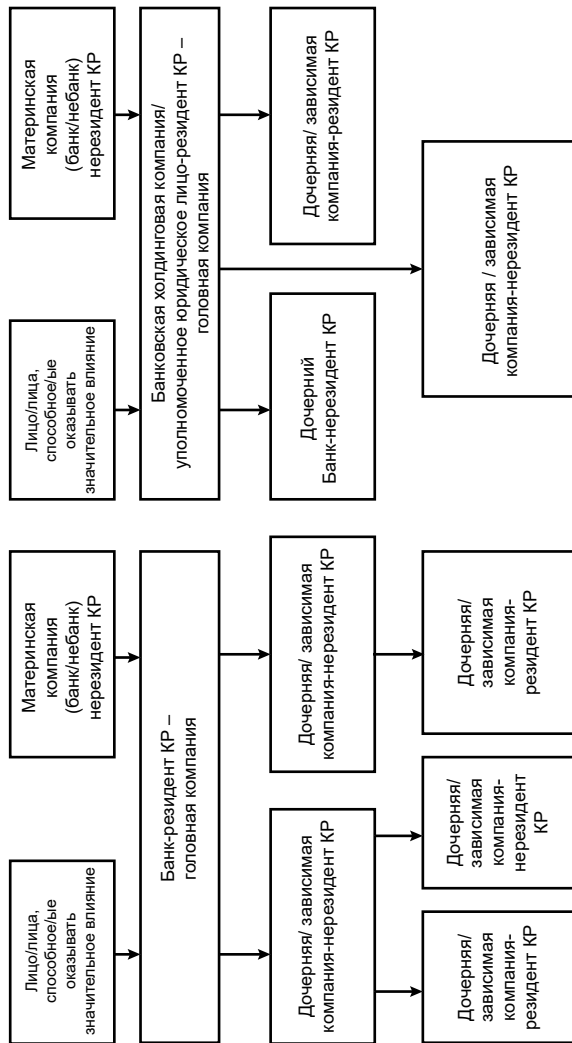 Лицо/лица,
способное/ые
оказывать
значительное влияние
Материнская
компания
(банк/небанк)
нерезидент КР
Банк-резидент КР –
головная компания
Дочерняя/ зависимая
компания-нерезидент КР
Дочерняя/ зависимая
компания-нерезидент КР
Дочерняя/
зависимая
компания-
резидент КР
Дочерняя/
зависимая
компания-
нерезидент
КР
Дочерняя/
зависимая
компания-
резидент КР
Лицо/лица,
способное/ые
оказывать
значительное влияние
Материнская
компания
(банк/небанк)
нерезидент КР
Банковская холдинговая компания/
уполномоченное юридическое лицо-резидент КР –
головная компания
Дочерний
Банк-нерезидент КР
Дочерняя/ зависимая
компания-резидент КР
Дочерняя / зависимая
компания-нерезидент КР